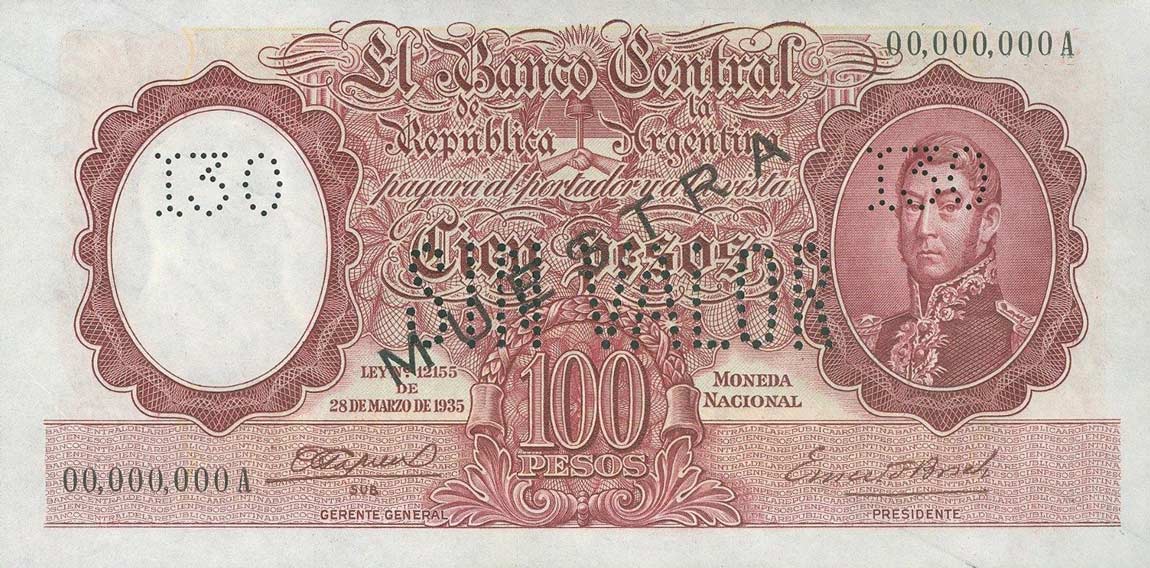 00,000,000 A
El Banco Central
de la
República Argentina
pagará al portador y a la vista
Cien Pesos
MUESTRA
SIN VALOR
130
130
LEY Nº 12155
DE
28 DE MARZO DE 1935
100
PESOS
MONEDA
NACIONAL
00,000,000 A
SUB
GERENTE GENERAL
PRESIDENTE